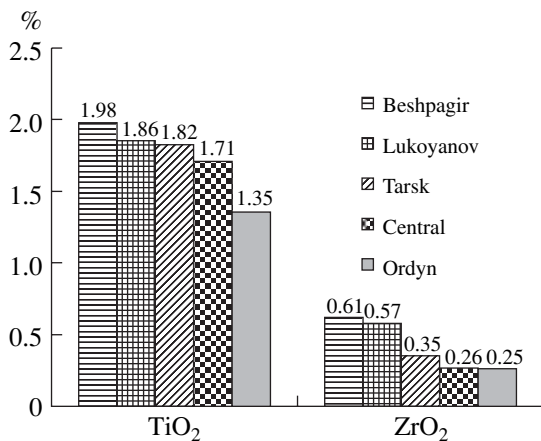 %
2.5
2.0
1.5
1.0
0.5
0
1.98
1.86
1.82
1.71
1.35
0.61
0.57
0.35
0.26
0.25
Beshpagir
Lukoyanov
Tarsk
Central
Ordyn
TiO₂
ZrO₂